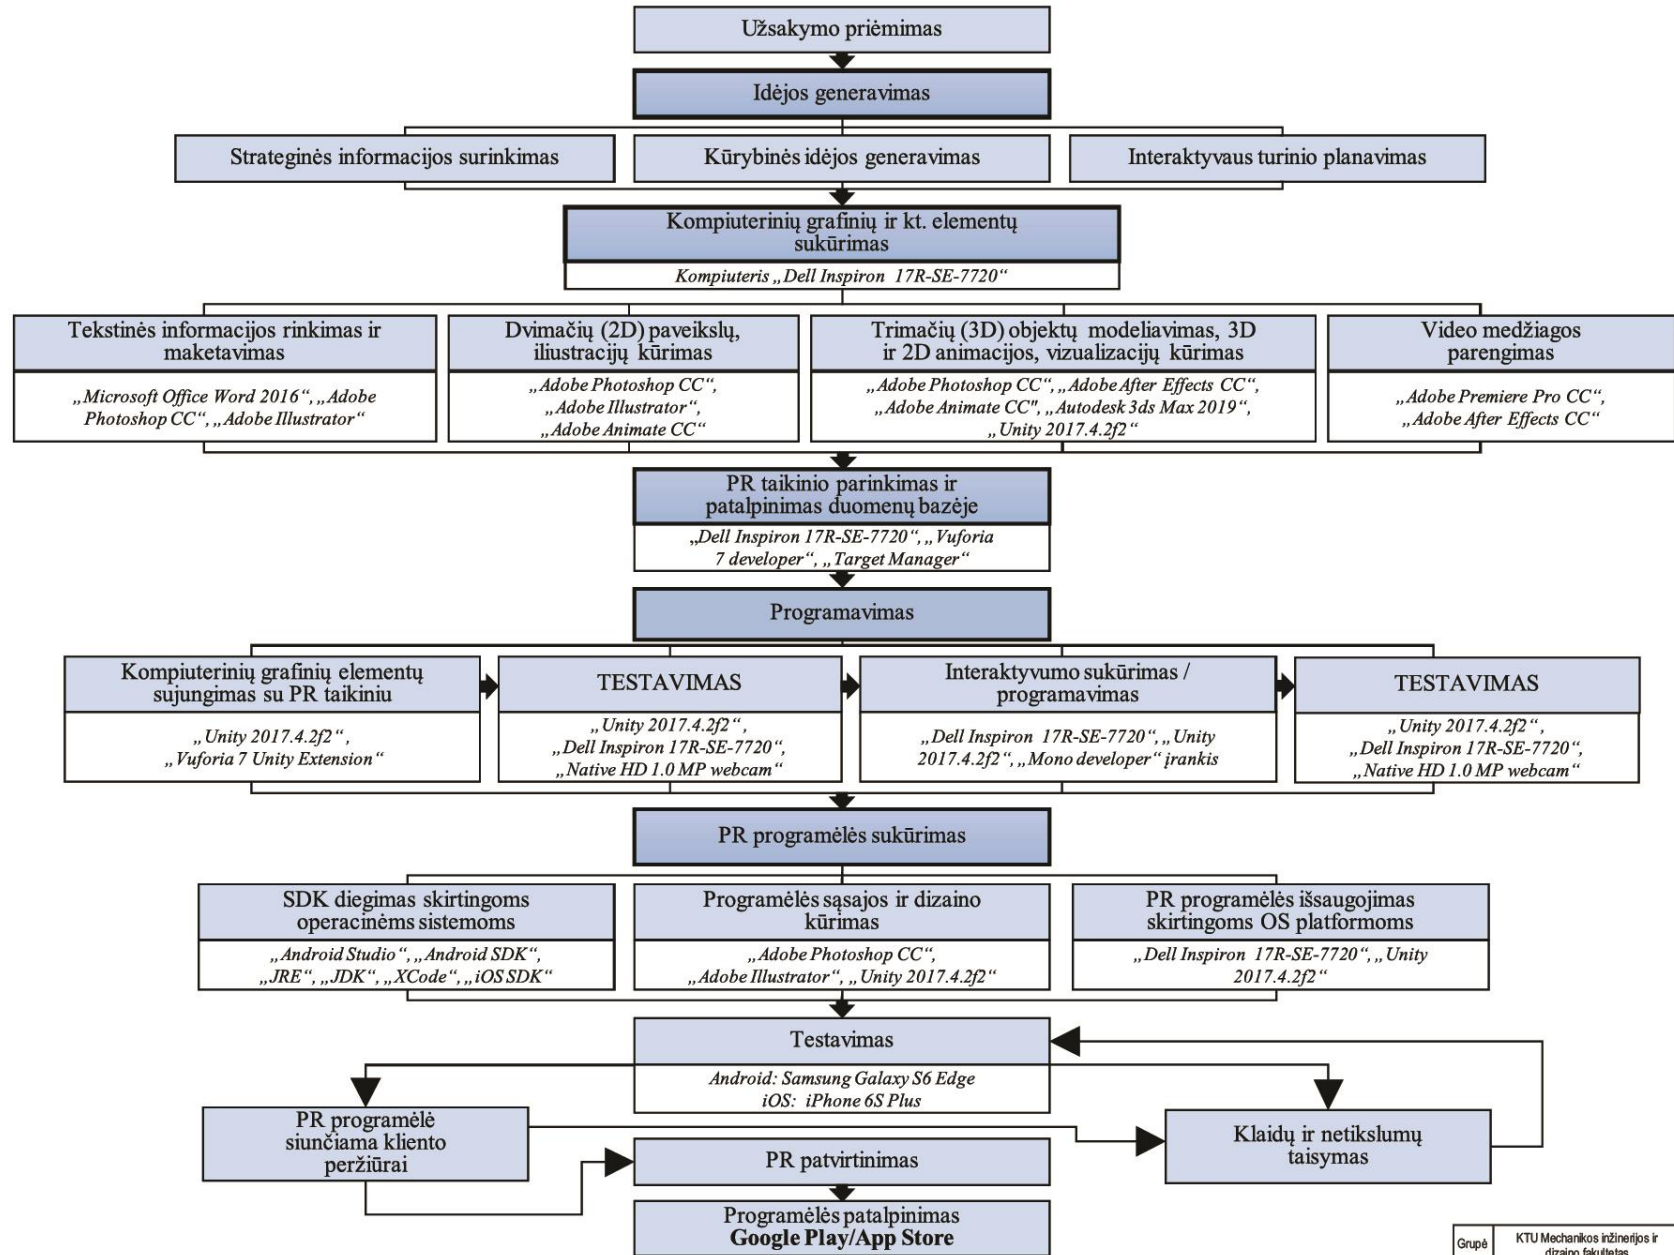 Užsakymo priėmimas
Idėjos generavimas
Strateginės informacijos surinkimas
Kūrybinės idėjos generavimas
Interaktyvaus turinio planavimas
Kompiuterinių grafinių ir kt. elementų
sukūrimas
Kompiuteris „Dell Inspiron 17R-SE-7720“
Tekstinės informacijos rinkimas ir
maketavimas
„Microsoft Office Word 2016“, „Adobe
Photoshop CC“, „Adobe Illustrator“
Dvimačių (2D) paveikslų,
iliustracijų kūrimas
„Adobe Photoshop CC“,
„Adobe Illustrator“,
„Adobe Animate CC“
Trimačių (3D) objektų modeliavimas, 3D
ir 2D animacijos, vizualizacijų kūrimas
„Adobe Photoshop CC“, „Adobe After Effects CC“,
„Adobe Animate CC", „Autodesk 3ds Max 2019“,
„Unity 2017.4.2f2“
Video medžiagos
parengimas
„Adobe Premiere Pro CC“,
„Adobe After Effects CC“
PR taikinio parinkimas ir
patalpinimas duomenų bazėje
„Dell Inspiron 17R-SE-7720“, „Vuforia
7 developer“, „Target Manager“
Programavimas
Kompiuterinių grafinių elementų
sujungimas su PR taikiniu
„Unity 2017.4.2f2“,
„Vuforia 7 Unity Extension“
TESTAVIMAS
„Unity 2017.4.2f2“,
„Dell Inspiron 17R-SE-7720“,
„Native HD 1.0 MP webcam“
Interaktyvumo sukūrimas /
programavimas
„Dell Inspiron 17R-SE-7720“, „Unity
2017.4.2f2“, „Mono developer“ įrankis
TESTAVIMAS
„Unity 2017.4.2f2“,
„Dell Inspiron 17R-SE-7720“,
„Native HD 1.0 MP webcam“
PR programėlės sukūrimas
SDK diegimas skirtingoms
operacinėms sistemoms
„Android Studio“, „Android SDK“,
„JRE“, „JDK“, „XCode“, „iOS SDK“
Programėlės sąsajos ir dizaino
kūrimas
„Adobe Photoshop CC“,
„Adobe Illustrator“, „Unity 2017.4.2f2“
PR programėlės išsaugojimas
skirtingoms OS platformoms
„Dell Inspiron 17R-SE-7720“, „Unity
2017.4.2f2“
Testavimas
Android: Samsung Galaxy S6 Edge
iOS: iPhone 6S Plus
PR programėlė
siunčiama kliento
peržiūrai
Klaidų ir netikslumų
taisymas
PR patvirtinimas
Programėlės patalpinimas
Google Play/App Store
Grupė
KTU Mechanikos inžinerijos ir
dizaino fakultetas